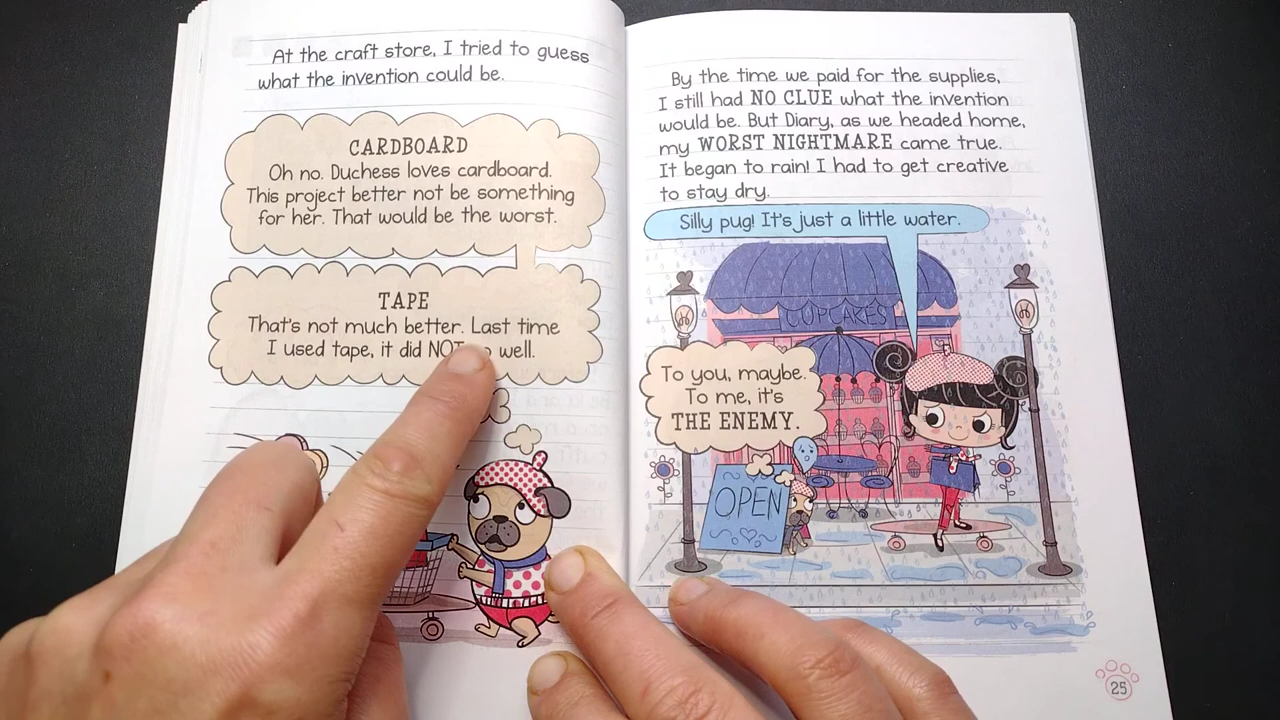 At the craft store, I tried to guess
what the invention could be.
CARDBOARD
Oh no. Duchess loves cardboard.
This project better not be something
for her. That would be the worst.
TAPE
That's not much better. Last time
I used tape, it did NOT well.
By the time we paid for the supplies,
I still had NO CLUE what the invention
would be. But Diary, as we headed home,
my WORST NIGHTMARE came true.
It began to rain! I had to get creative
to stay dry.
Silly pug! It's just a little water.
CUPCAKES
To you, maybe.
To me, it's
THE ENEMY.
OPEN
25